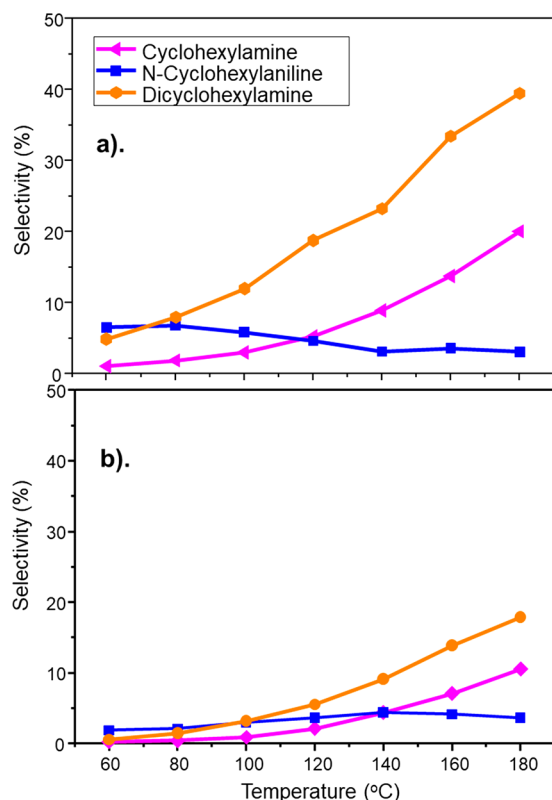 50
Cyclohexylamine
N-Cyclohexylaniline
Dicyclohexylamine
40
a).
30
20
10
0
Selectivity (%)
50
b).
40
30
20
10
0
Selectivity (%)
60 80 100 120 140 160 180
Temperature (ºC)